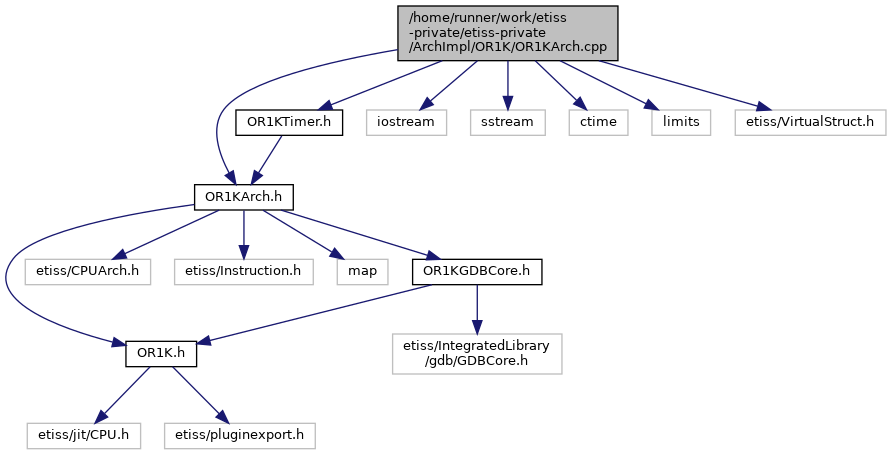 /home/runner/work/etiss
-private/etiss-private
/ArchImpl/OR1K/OR1KArch.cpp
OR1KTimer.h
iostream
sstream
ctime
limits
etiss/VirtualStruct.h
OR1KArch.h
etiss/CPUArch.h
etiss/Instruction.h
map
OR1KGDBCore.h
OR1K.h
etiss/IntegratedLibrary
/gdb/GDBCore.h
etiss/jit/CPU.h
etiss/pluginexport.h